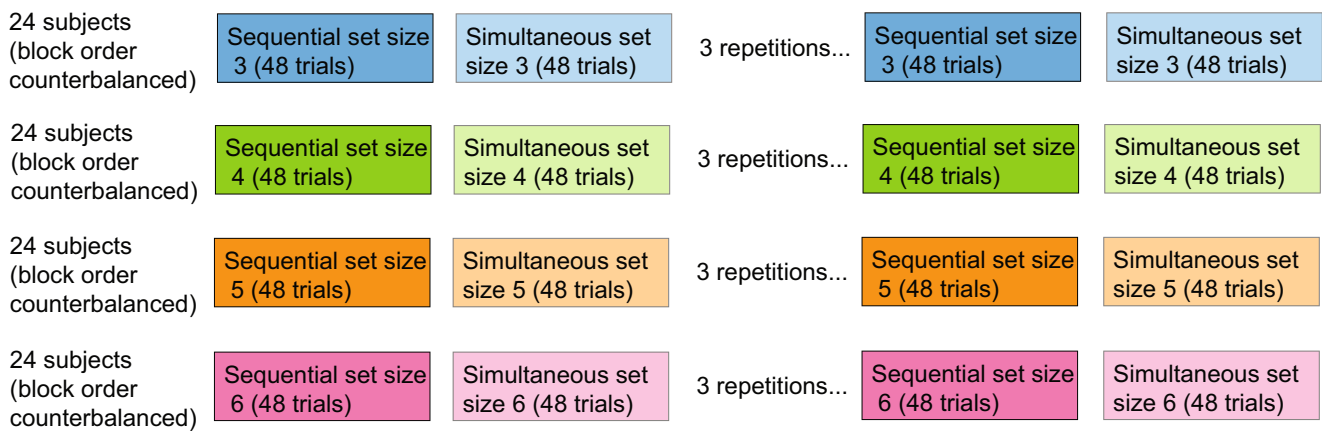 24 subjects
(block order
counterbalanced)
Sequential set size
3 (48 trials)
Simultaneous set
size 3 (48 trials)
3 repetitions...
Sequential set size
3 (48 trials)
Simultaneous set
size 3 (48 trials)
24 subjects
(block order
counterbalanced)
Sequential set size
4 (48 trials)
Simultaneous set
size 4 (48 trials)
3 repetitions...
Sequential set size
4 (48 trials)
Simultaneous set
size 4 (48 trials)
24 subjects
(block order
counterbalanced)
Sequential set size
5 (48 trials)
Simultaneous set
size 5 (48 trials)
3 repetitions...
Sequential set size
5 (48 trials)
Simultaneous set
size 5 (48 trials)
24 subjects
(block order
counterbalanced)
Sequential set size
6 (48 trials)
Simultaneous set
size 6 (48 trials)
3 repetitions...
Sequential set size
6 (48 trials)
Simultaneous set
size 6 (48 trials)